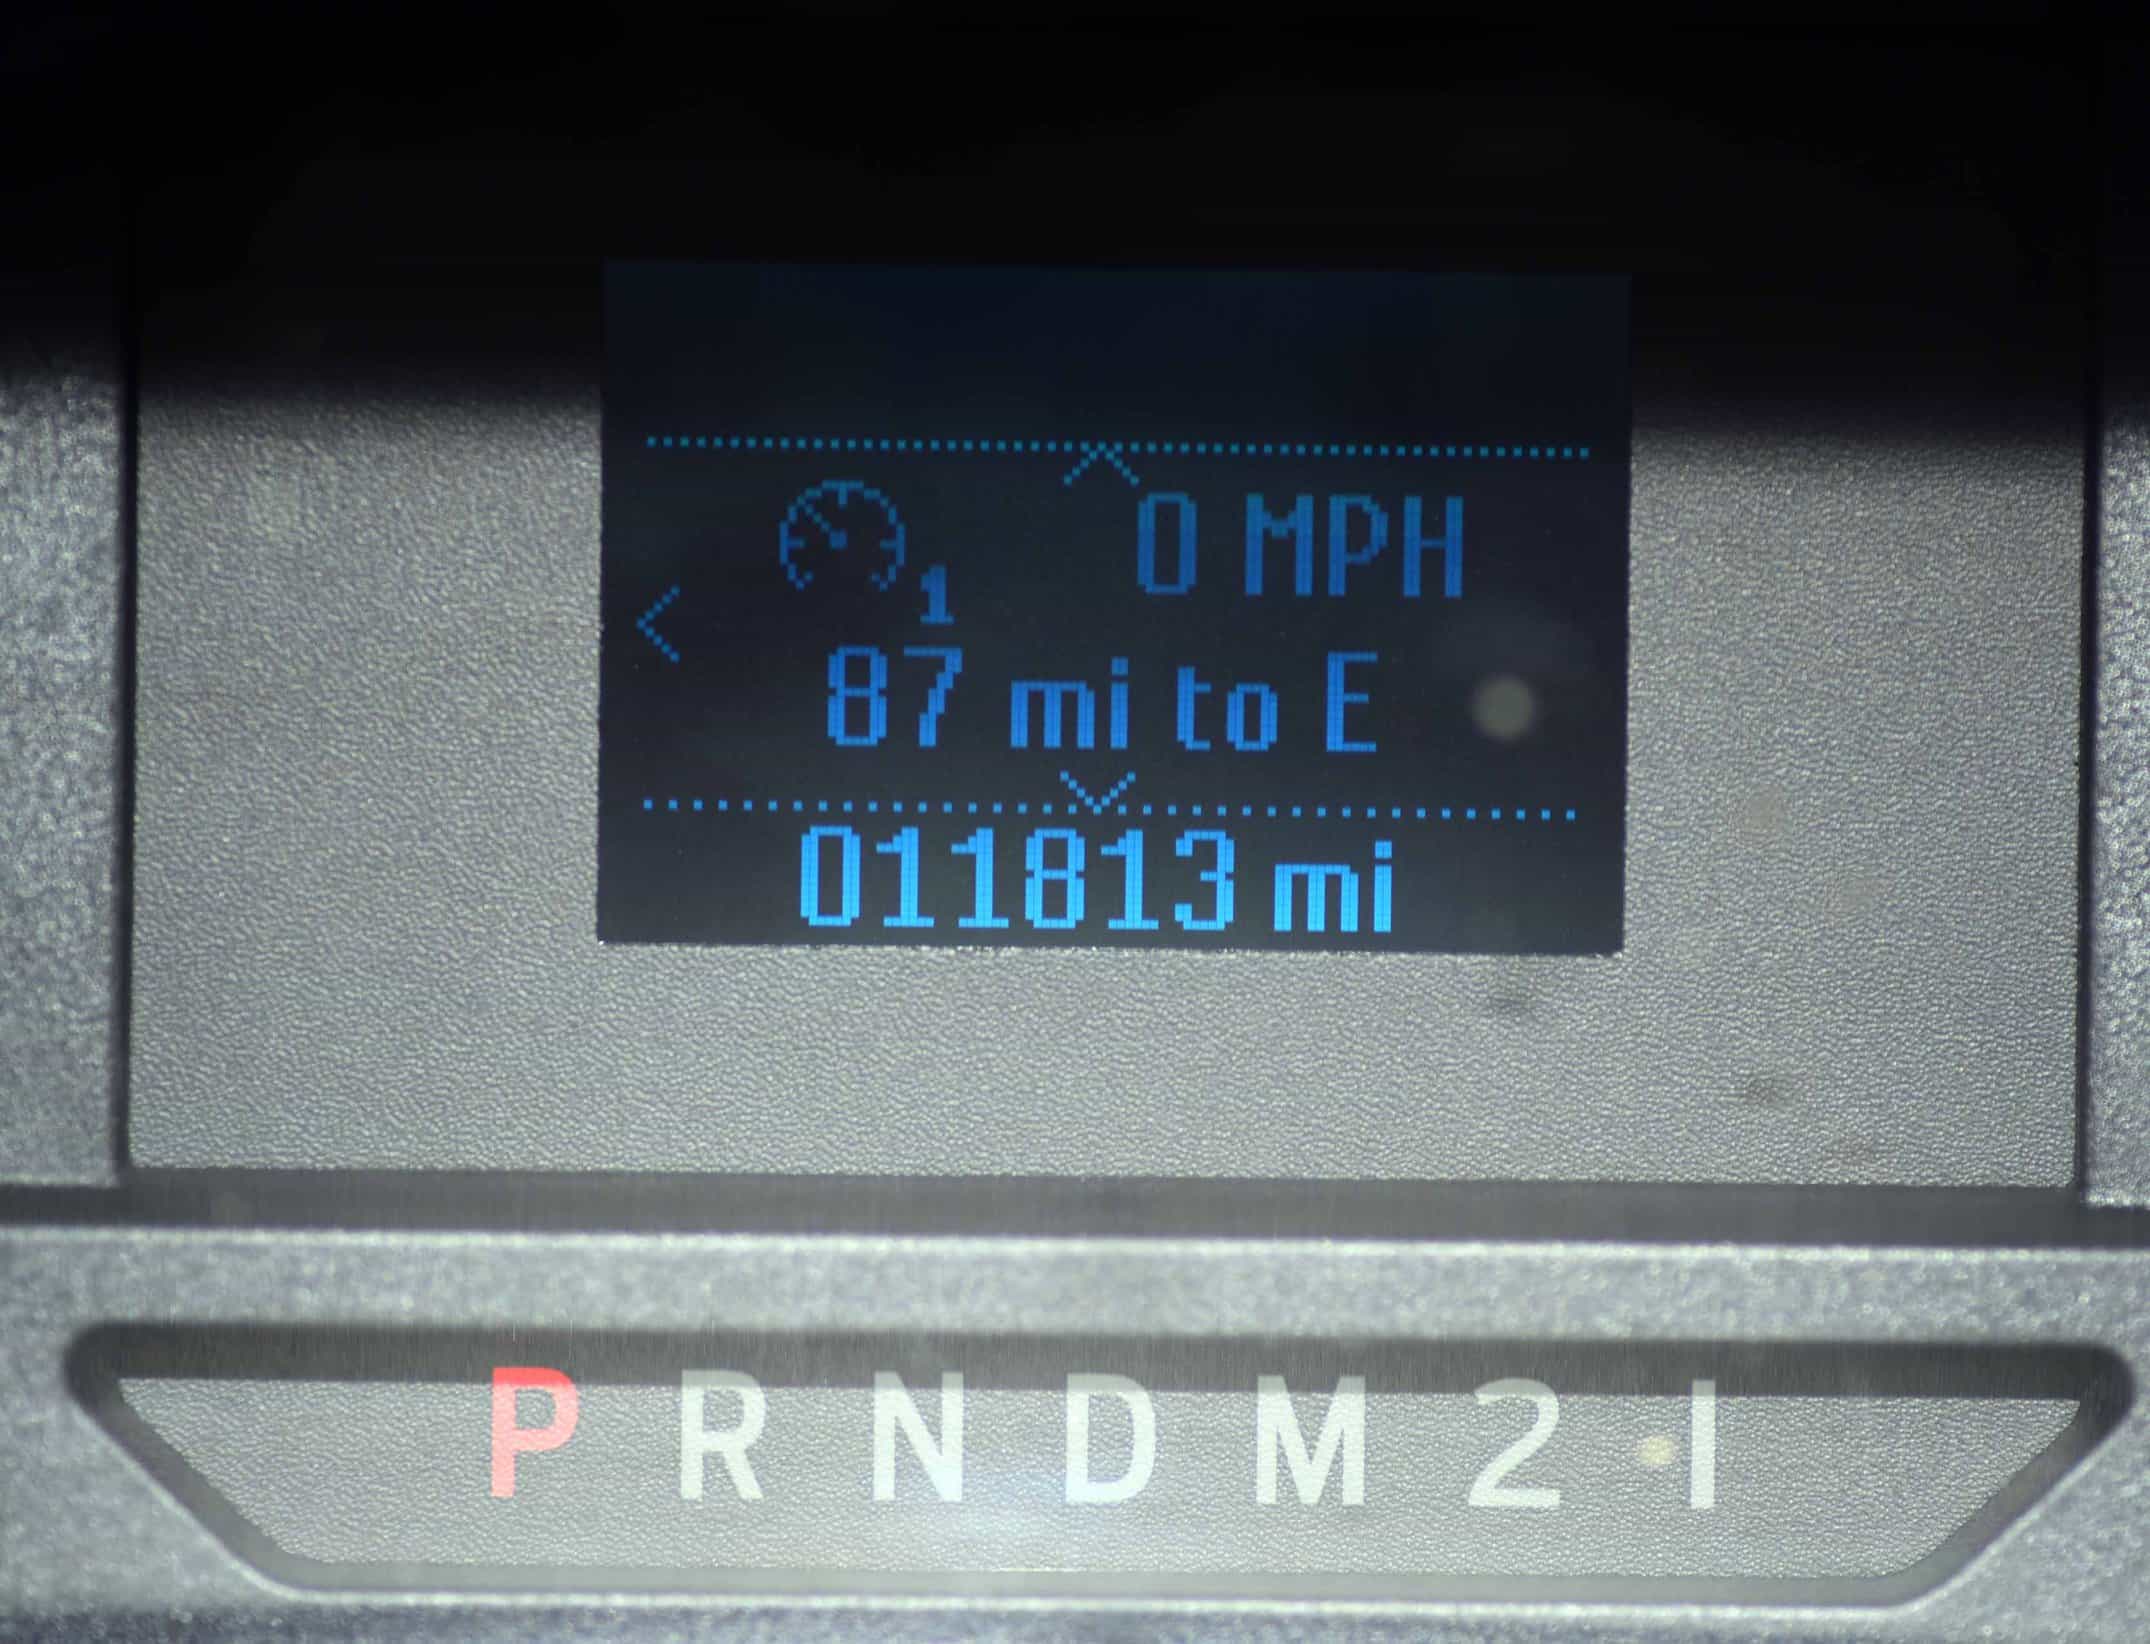 0 MPH
1
87 mi to E
011813 mi
P R N D M 2 1